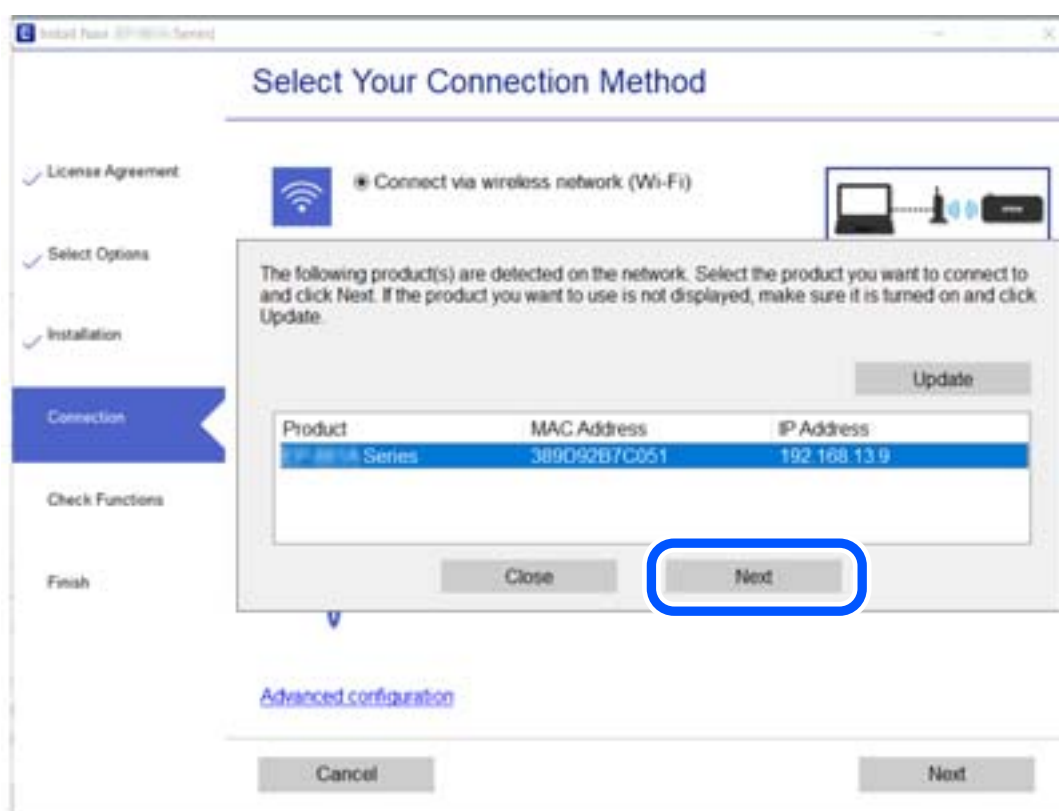 Install Navi
Select Your Connection Method
License Agreement
Connect via wireless network (Wi-Fi)
Select Options
The following product(s) are detected on the network. Select the product you want to connect to
and click Next. If the product you want to use is not displayed, make sure it is turned on and click
Update.
Installation
Update
Connection
Product MAC Address IP Address
Series 389D92B7C051 192.168.13.9
Check Functions
Close Next
Finish
Advanced configuration
Cancel Next